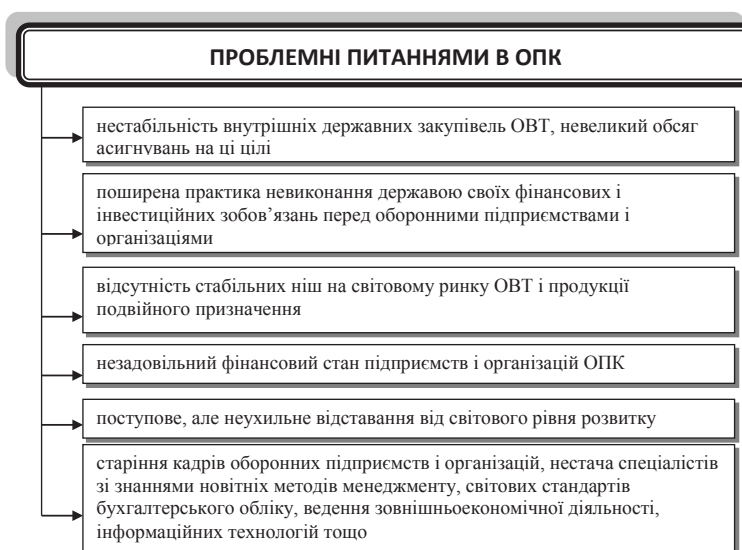 ПРОБЛЕМНІ ПИТАННЯМИ В ОПК
нестабільність внутрішніх державних закупівель ОВТ, невеликий обсяг
асигнувань на ці цілі
поширена практика невиконання державою своїх фінансових і
інвестиційних зобов’язань перед оборонними підприємствами і
організаціями
відсутність стабільних ніш на світовому ринку ОВТ і продукції
подвійного призначення
незадовільний фінансовий стан підприємств і організацій ОПК
поступове, але неухильне відставання від світового рівня розвитку
старіння кадрів оборонних підприємств і організацій, нестача спеціалістів
зі знаннями новітніх методів менеджменту, світових стандартів
бухгалтерського обліку, ведення зовнішньоекономічної діяльності,
інформаційних технологій тощо